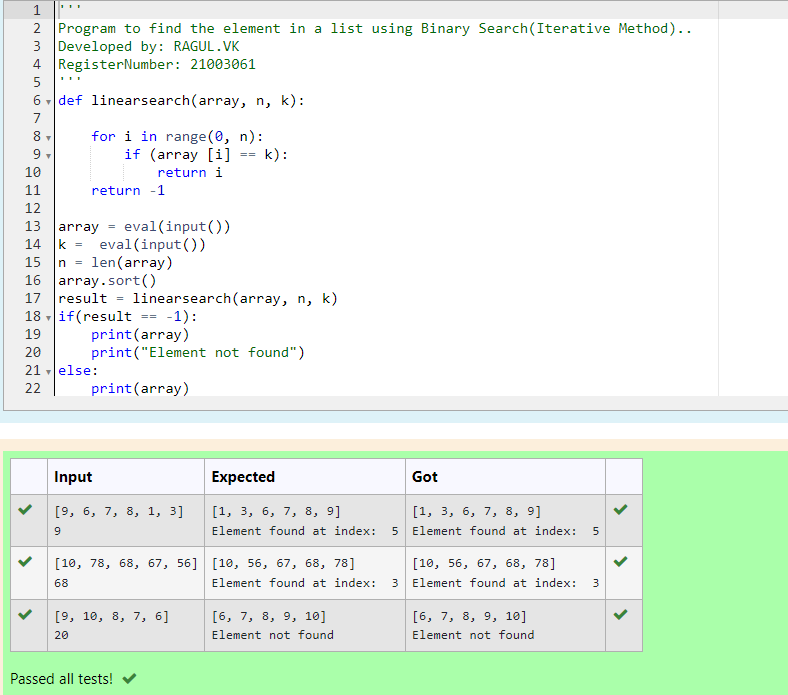 1 '''
2 Program to find the element in a list using Binary Search(Iterative Method)..
3 Developed by: RAGUL.VK
4 RegisterNumber: 21003061
5 '''
6 def linearsearch(array, n, k):
7
8     for i in range(0, n):
9         if (array [i] == k):
10             return i
11     return -1
12
13 array = eval(input())
14 k =  eval(input())
15 n = len(array)
16 array.sort()
17 result = linearsearch(array, n, k)
18 if(result == -1):
19     print(array)
20     print("Element not found")
21 else:
22     print(array)
Input Expected Got
[9, 6, 7, 8, 1, 3] [1, 3, 6, 7, 8, 9] [1, 3, 6, 7, 8, 9]
9 Element found at index:  5 Element found at index:  5
[10, 78, 68, 67, 56] [10, 56, 67, 68, 78] [10, 56, 67, 68, 78]
68 Element found at index:  3 Element found at index:  3
[9, 10, 8, 7, 6] [6, 7, 8, 9, 10] [6, 7, 8, 9, 10]
20 Element not found Element not found
Passed all tests!